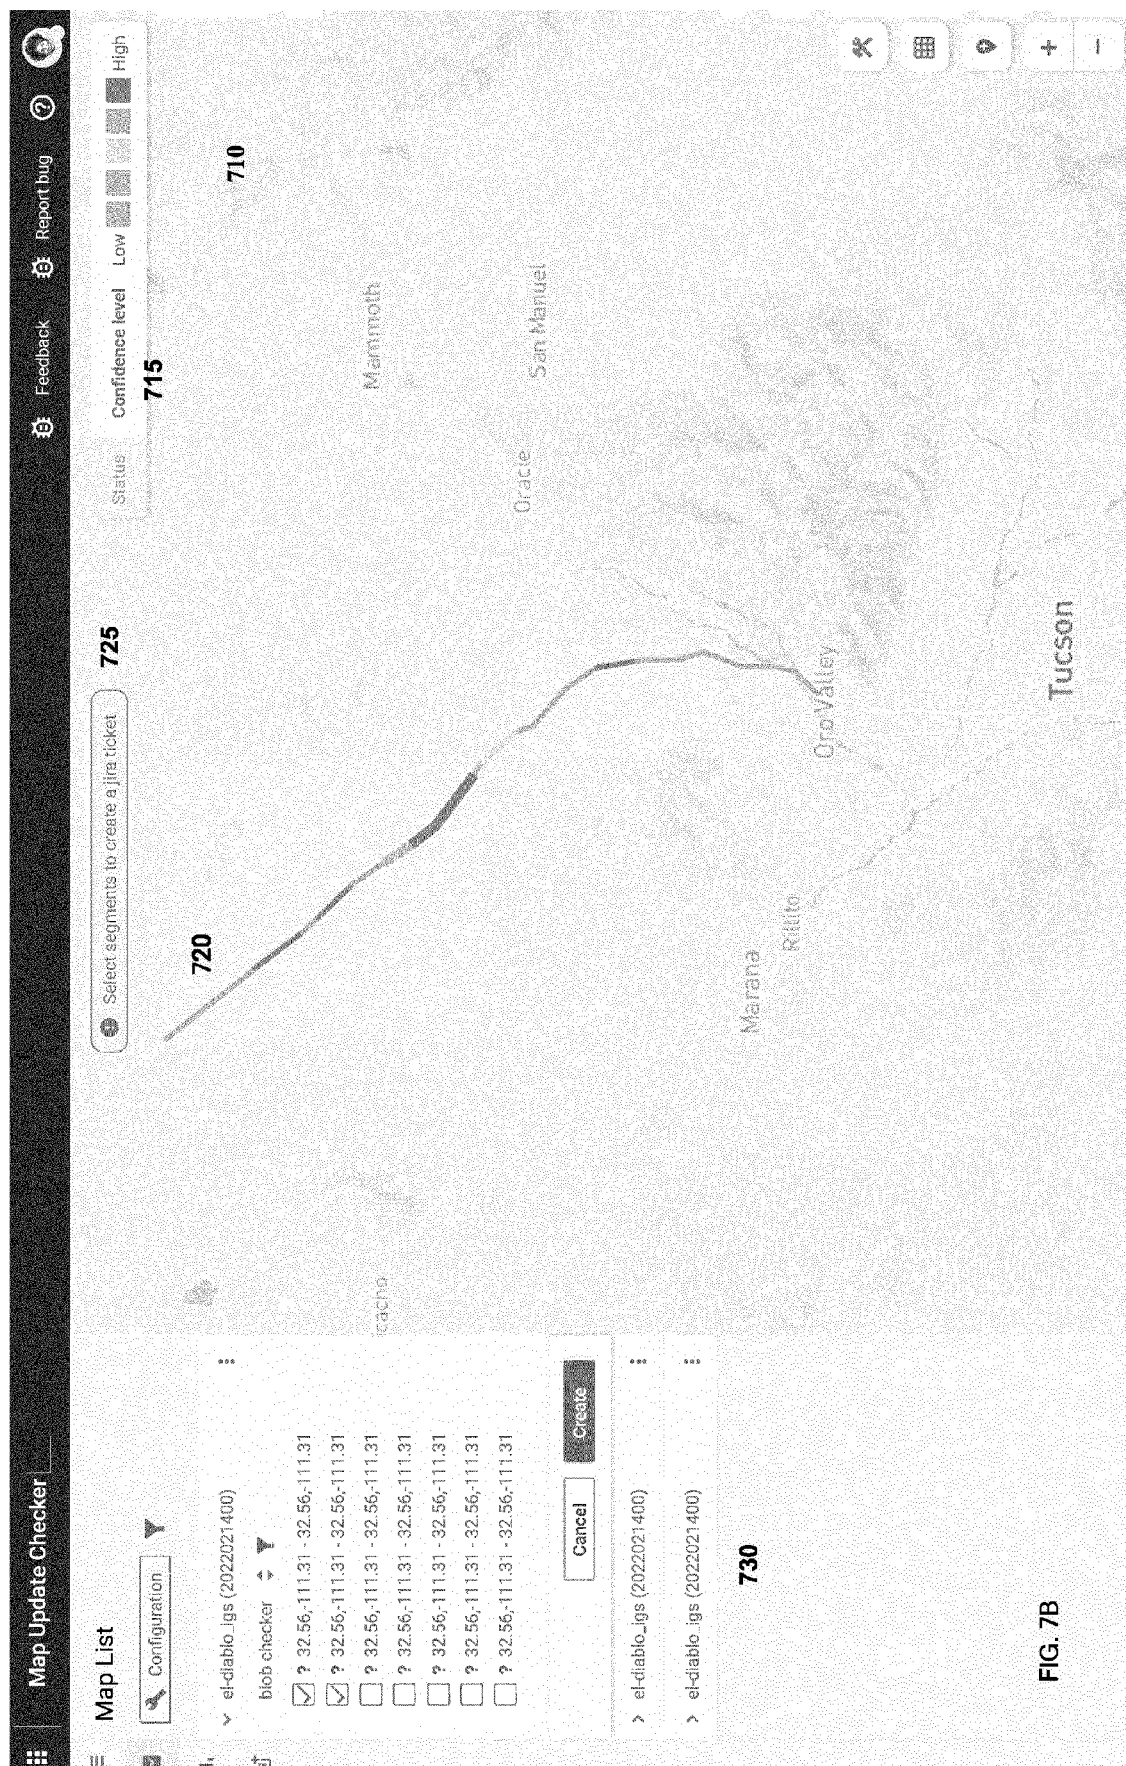 Map Update Checker
Feedback
Report bug
?
Map List
Configuration
el-diablo_igs (2022021400)
blob checker
? 32.56,-111.31 - 32.56,-111.31
? 32.56,-111.31 - 32.56,-111.31
? 32.56,-111.31 - 32.56,-111.31
? 32.56,-111.31 - 32.56,-111.31
? 32.56,-111.31 - 32.56,-111.31
? 32.56,-111.31 - 32.56,-111.31
? 32.56,-111.31 - 32.56,-111.31
Cancel
Create
el-diablo_igs (2022021400)
el-diablo_igs (2022021400)
730
Select segments to create a jira ticket
725
Status
Confidence level
Low
High
715
710
720
Mammoth
San Manuel
Oracle
icacho
Oro Valley
Marana
Rillito
Tucson
+
−
FIG. 7B